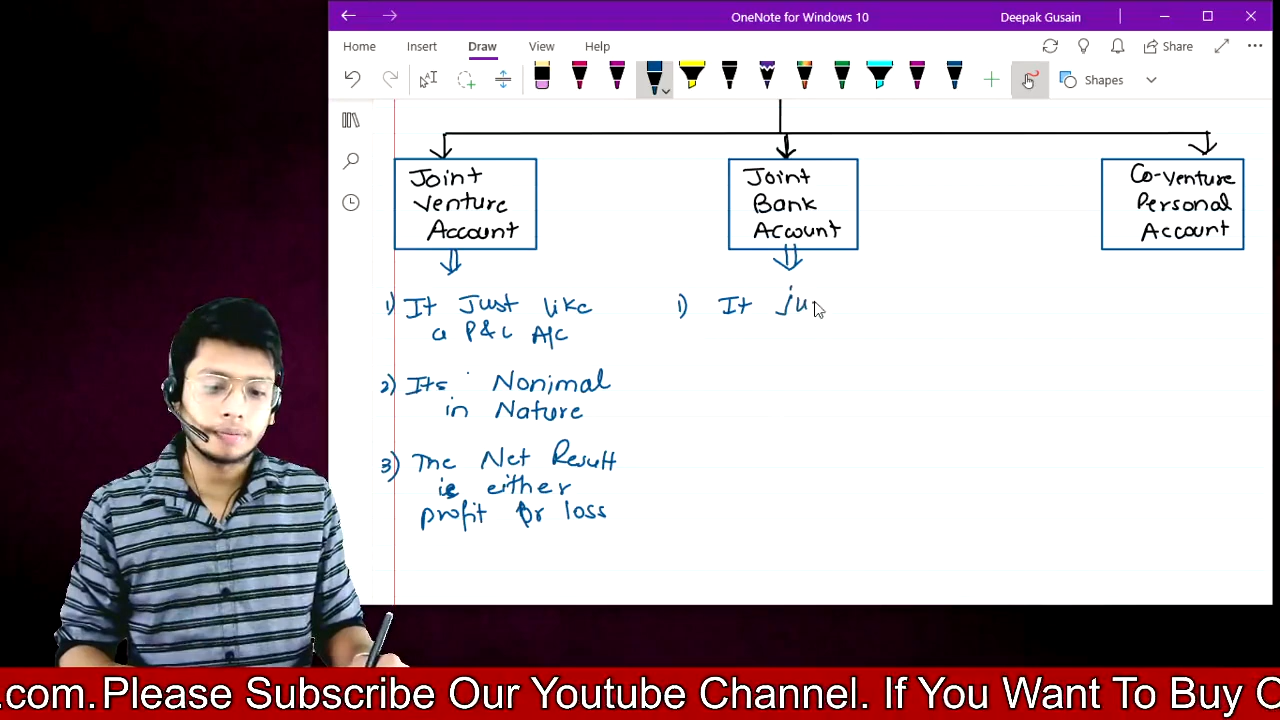 OneNote for Windows 10
Deepak Gusain
Home Insert Draw View Help
Share
Shapes
Joint
Venture
Account
Joint
Bank
Account
Co-venture
Personal
Account
1) It Just like
a P&L A/c
2) Its Nonimal
in Nature
3) The Net Result
is either
profit or loss
1) It ju
.com. Please Subscribe Our Youtube Channel. If You Want To Buy C